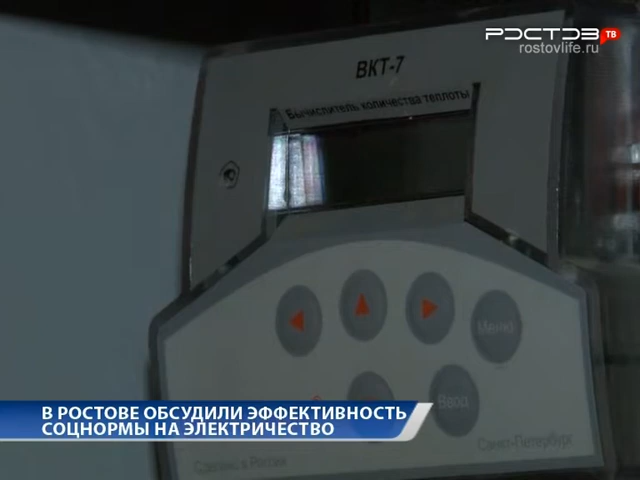 РОСТОВ ТВ
rostovlife.ru
ВКТ-7
Вычислитель количества теплоты
Меню
Ввод
В РОСТОВЕ ОБСУДИЛИ ЭФФЕКТИВНОСТЬ
СОЦНОРМЫ НА ЭЛЕКТРИЧЕСТВО
Санкт-Петербург
Сделано в России